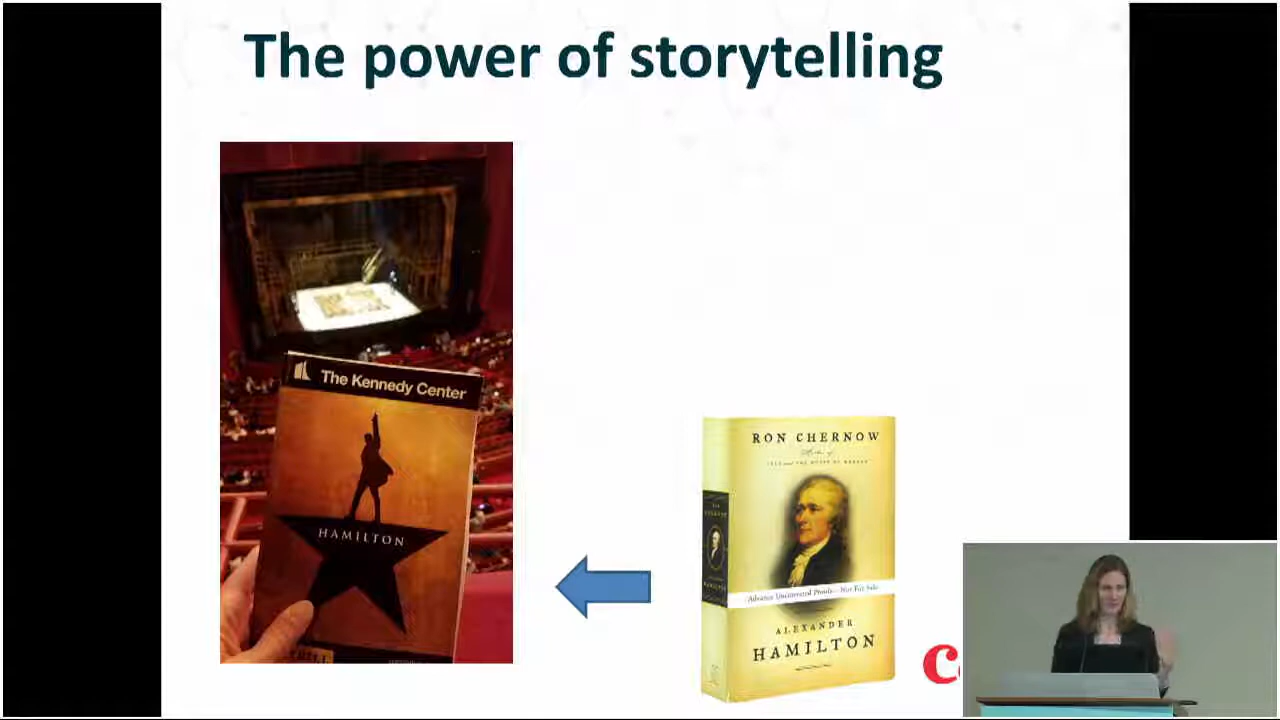 The power of storytelling
The Kennedy Center
HAMILTON
RON CHERNOW
Advance Uncorrected Proofs—Not For Sale
ALEXANDER
HAMILTON